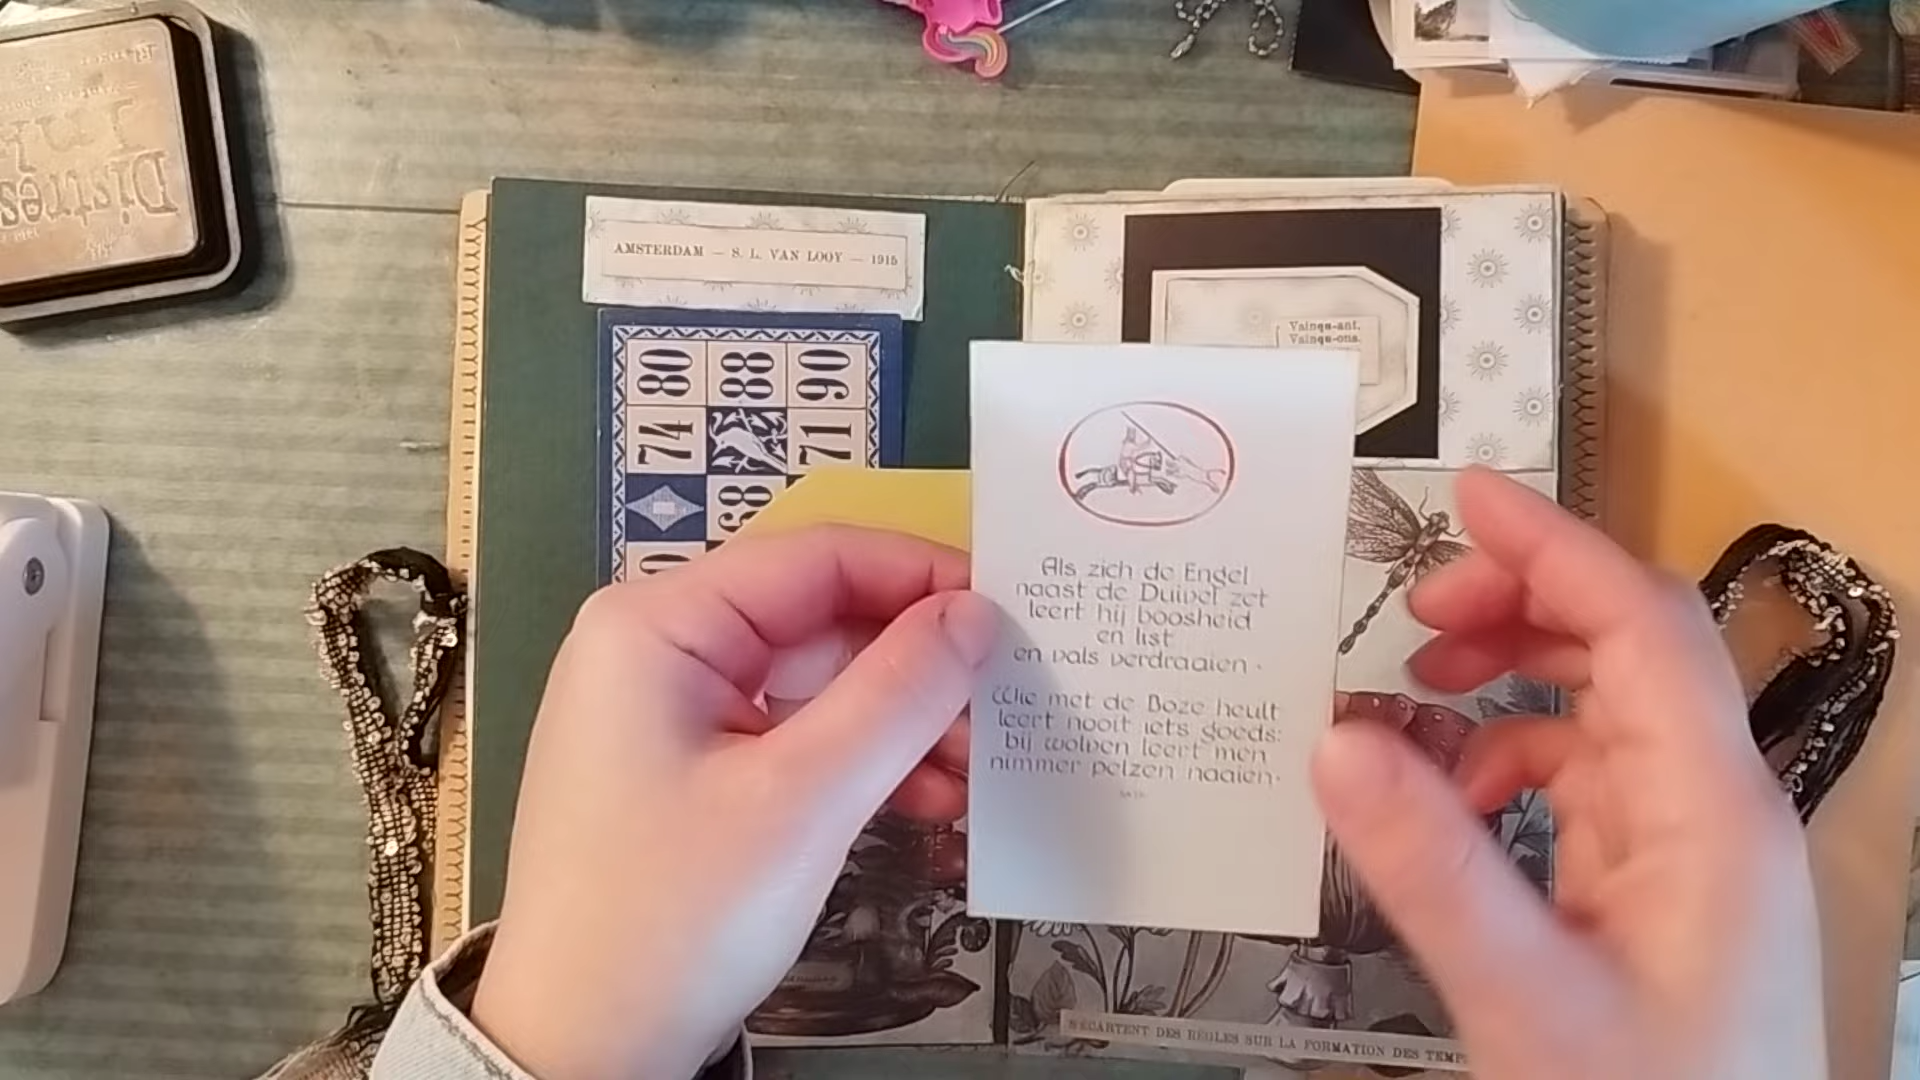 Distress
AMSTERDAM — S. L. VAN LOOY — 1915
80 88 90
74 71
68
Vainqu-ant.
Vainqu-ons.
Als zich de Engel
naast de Duivel zet
leert hij boosheid
en list
en vals verdraaien.
Wie met de Boze heult
leert nooit iets goeds:
bij wolven leert men
nimmer pelzen naaien.
S'ÉCARTENT DES RÈGLES SUR LA FORMATION DES